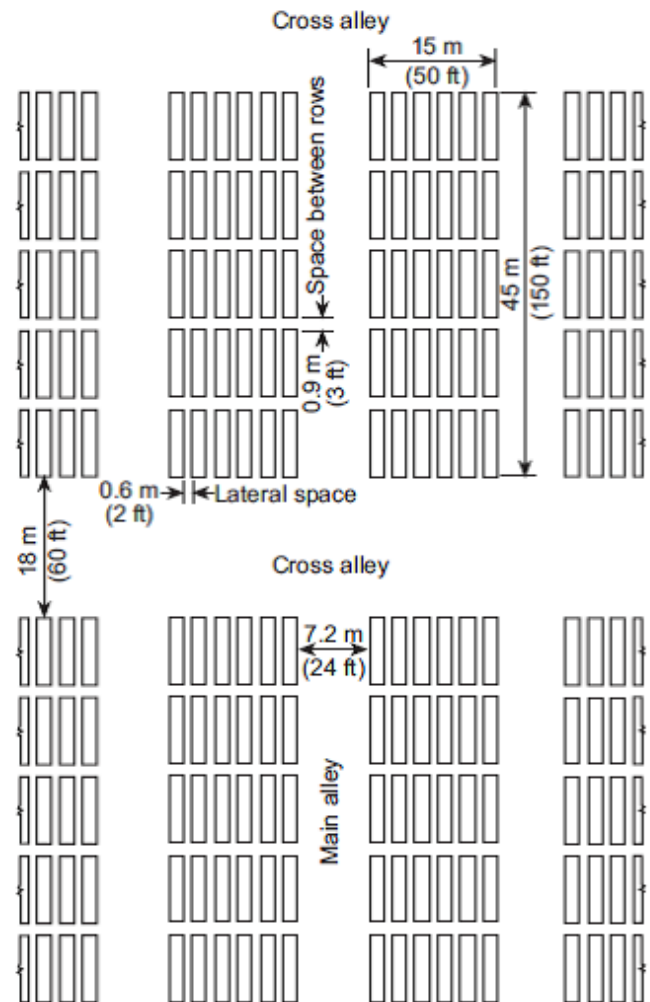 Cross alley
15 m
(50 ft)
Space between rows
45 m
(150 ft)
0.9 m
(3 ft)
0.6 m
(2 ft)
Lateral space
18 m
(60 ft)
Cross alley
7.2 m
(24 ft)
Main alley